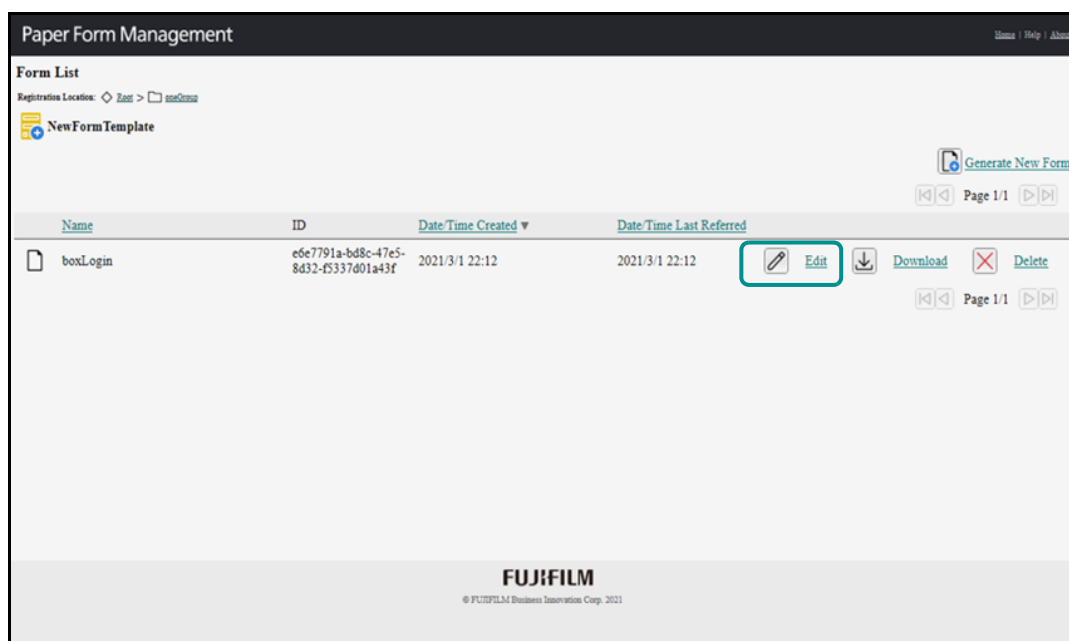 Paper Form Management
Home | Help | Abou
Form List
Registration Location: Root > oneGroup
NewFormTemplate
Generate New Form
Page 1/1
Name ID Date/Time Created ▼ Date/Time Last Referred
boxLogin e6e7791a-bd8c-47e5-8d32-f5337d01a43f 2021/3/1 22:12 2021/3/1 22:12 Edit Download Delete
Page 1/1
FUJIFILM
© FUJIFILM Business Innovation Corp. 2021